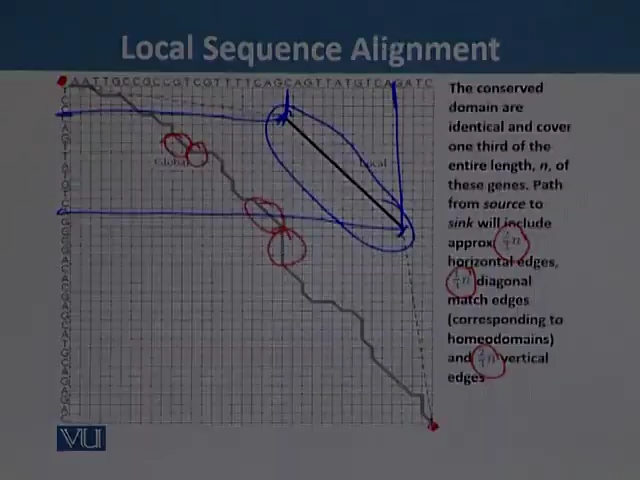 Local Sequence Alignment
AATTGCCGCCGTCGTTTTCAGCAGTTATGTCAGATC
The conserved
domain are
identical and cover
one third of the
entire length, n, of
these genes. Path
from source to
sink will include
approx
horizontal edges,
diagonal
match edges
(corresponding to
homeodomains)
and vertical
edges
Global
Local
VU